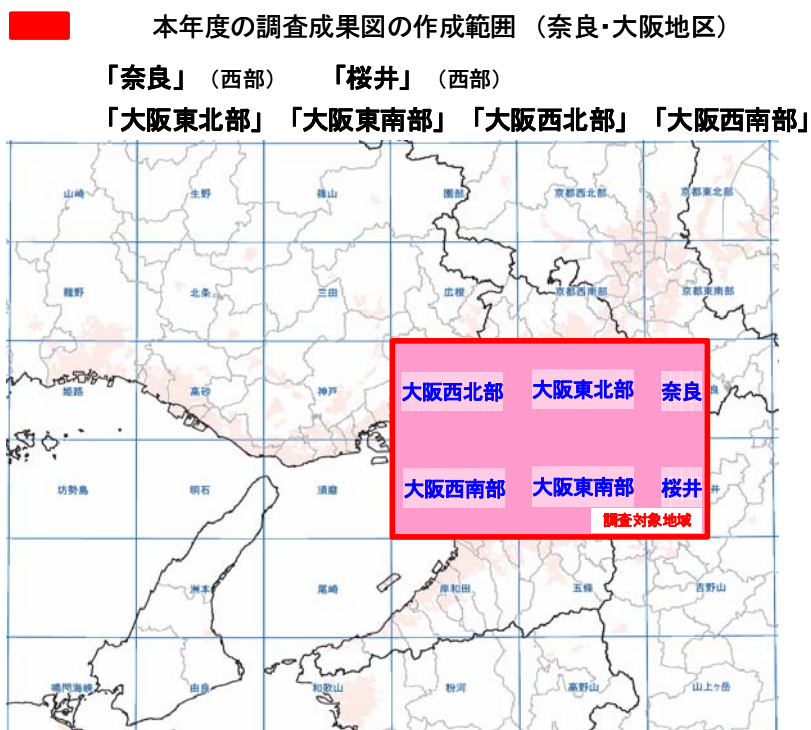 本年度の調査成果図の作成範囲（奈良・大阪地区）
「奈良」（西部）　「桜井」（西部）
「大阪東北部」「大阪東南部」「大阪西北部」「大阪西南部」
山崎 生野 篠山 園部 京都西北部 京都東北部
龍野 北条 三田 広根 京都西南部 京都東南部
姫路 高砂 神戸 大阪西北部 大阪東北部 奈良 良
坊勢島 明石 須磨 大阪西南部 大阪東南部 桜井 井
調査対象地域
洲本 尾崎 岸和田 五條 吉野山
鳴門海峡 由良 和歌山 粉河 高野山 山上ヶ岳